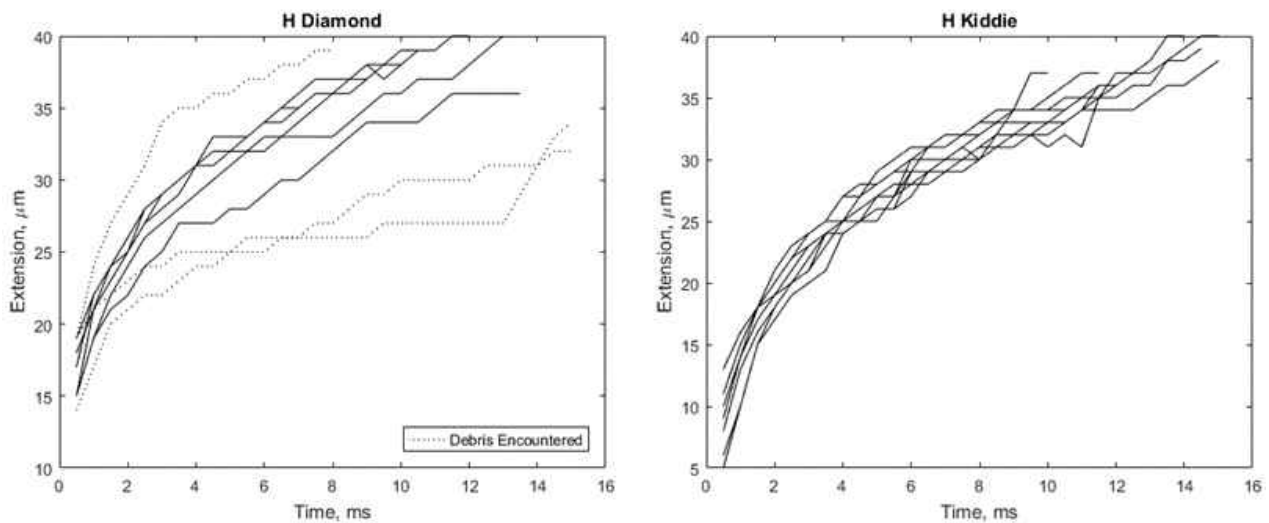 H Diamond
40
35
30
25
20
15
10
Extension, μm
0 2 4 6 8 10 12 14 16
Time, ms
Debris Encountered
H Kiddie
40
35
30
25
20
15
10
5
Extension, μm
0 2 4 6 8 10 12 14 16
Time, ms